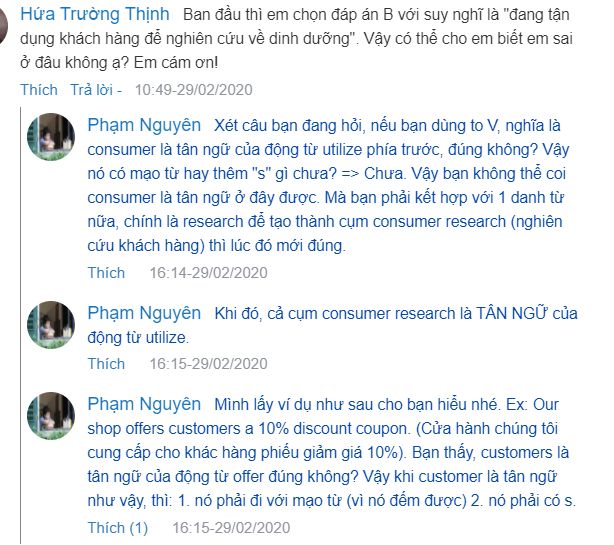 Hứa Trường Thịnh Ban đầu thì em chọn đáp án B với suy nghĩ là "đang tận
dụng khách hàng để nghiên cứu về dinh dưỡng". Vậy có thể cho em biết em sai
ở đâu không ạ? Em cám ơn!
Thích Trả lời - 10:49-29/02/2020
Phạm Nguyên Xét câu bạn đang hỏi, nếu bạn dùng to V, nghĩa là
consumer là tân ngữ của động từ utilize phía trước, đúng không? Vậy
nó có mạo từ hay thêm "s" gì chưa? => Chưa. Vậy bạn không thể coi
consumer là tân ngữ ở đây được. Mà bạn phải kết hợp với 1 danh từ
nữa, chính là research để tạo thành cụm consumer research (nghiên
cứu khách hàng) thì lúc đó mới đúng.
Thích 16:14-29/02/2020
Phạm Nguyên Khi đó, cả cụm consumer research là TÂN NGỮ của
động từ utilize.
Thích 16:15-29/02/2020
Phạm Nguyên Mình lấy ví dụ như sau cho bạn hiểu nhé. Ex: Our
shop offers customers a 10% discount coupon. (Cửa hành chúng tôi
cung cấp cho khác hàng phiếu giảm giá 10%). Bạn thấy, customers là
tân ngữ của động từ offer đúng không? Vậy khi customer là tân ngữ
như vậy, thì: 1. nó phải đi với mạo từ (vì nó đếm được) 2. nó phải có s.
Thích (1) 16:15-29/02/2020